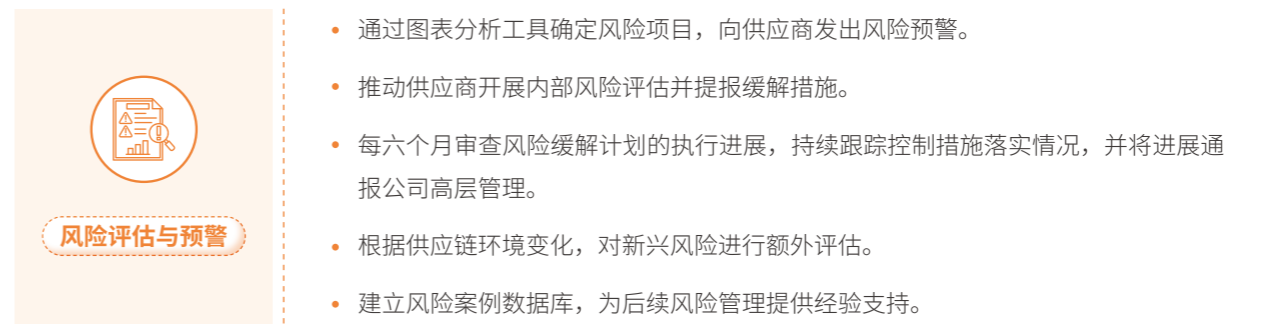 风险评估与预警
• 通过图表分析工具确定风险项目，向供应商发出风险预警。
• 推动供应商开展内部风险评估并提报缓解措施。
• 每六个月审查风险缓解计划的执行进展，持续跟踪控制措施落实情况，并将进展通
报公司高层管理。
• 根据供应链环境变化，对新兴风险进行额外评估。
• 建立风险案例数据库，为后续风险管理提供经验支持。